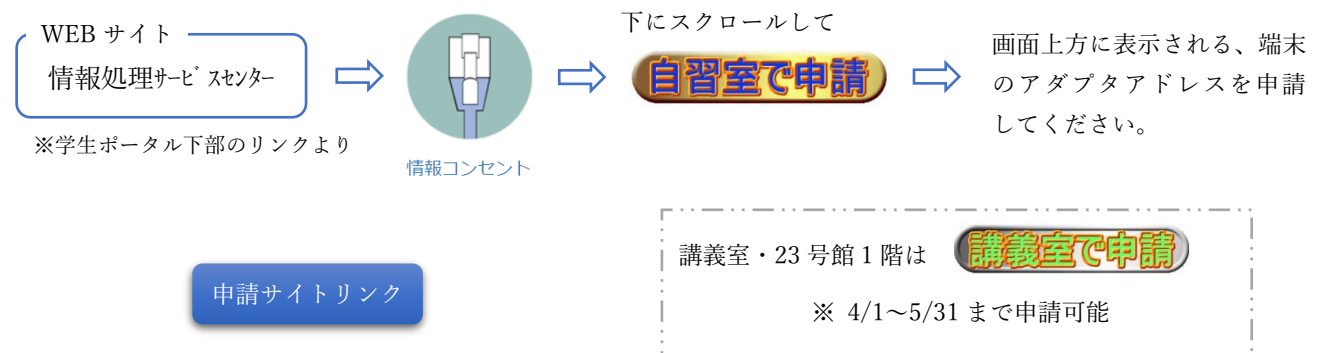 WEB サイト
情報処理ｻｰﾋﾞｽｾﾝﾀｰ
※学生ポータル下部のリンクより
情報コンセント
下にスクロールして
自習室で申請
画面上方に表示される、端末
のアダプタアドレスを申請
してください。
申請サイトリンク
講義室・23 号館 1 階は
講義室で申請
※ 4/1～5/31 まで申請可能